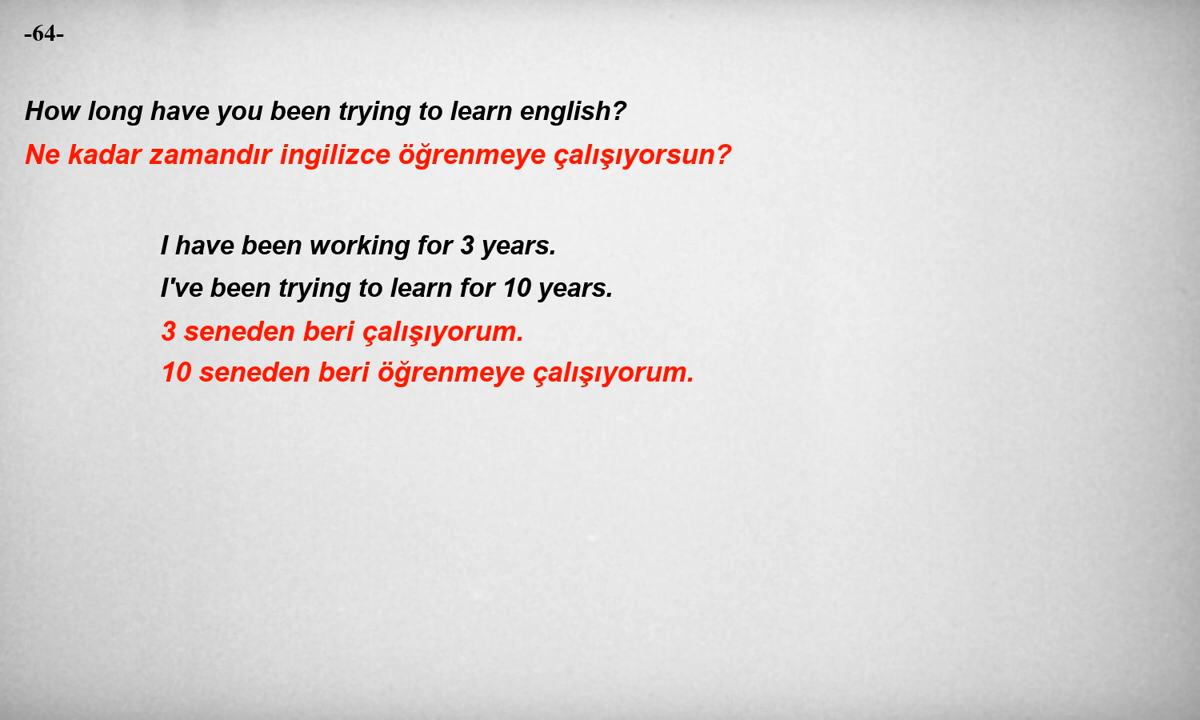 -64-
How long have you been trying to learn english?
Ne kadar zamandır ingilizce öğrenmeye çalışıyorsun?
I have been working for 3 years.
I've been trying to learn for 10 years.
3 seneden beri çalışıyorum.
10 seneden beri öğrenmeye çalışıyorum.